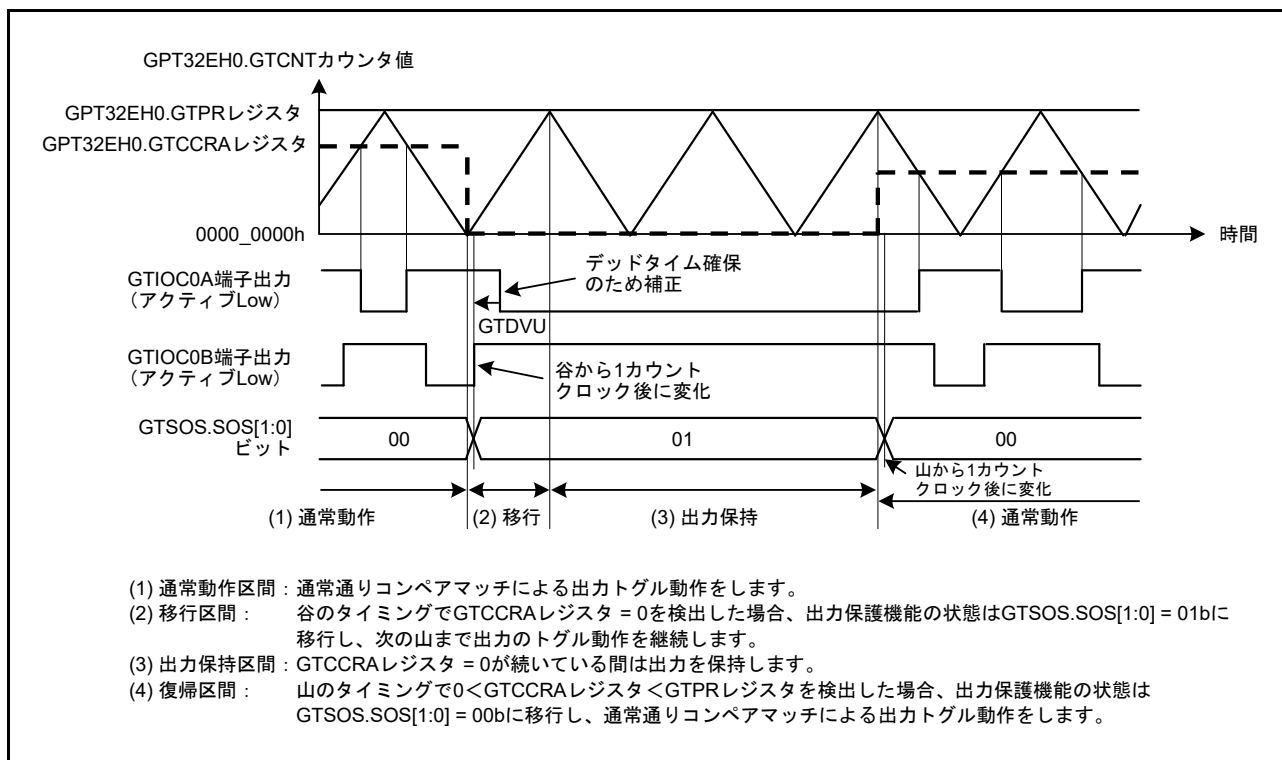 GPT32EH0.GTCNTカウンタ値
GPT32EH0.GTPRレジスタ
GPT32EH0.GTCCRAレジスタ
0000_0000h
時間
GTIOC0A端子出力
（アクティブLow）
デッドタイム確保
のため補正
GTDVU
GTIOC0B端子出力
（アクティブLow）
谷から1カウント
クロック後に変化
GTSOS.SOS[1:0]
ビット
00
01
00
山から1カウント
クロック後に変化
(1) 通常動作
(2) 移行
(3) 出力保持
(4) 通常動作
(1) 通常動作区間：通常通りコンペアマッチによる出力トグル動作をします。
(2) 移行区間：谷のタイミングでGTCCRAレジスタ = 0を検出した場合、出力保護機能の状態はGTSOS.SOS[1:0] = 01bに
移行し、次の山まで出力のトグル動作を継続します。
(3) 出力保持区間：GTCCRAレジスタ = 0が続いている間は出力を保持します。
(4) 復帰区間：山のタイミングで0＜GTCCRAレジスタ＜GTPRレジスタを検出した場合、出力保護機能の状態は
GTSOS.SOS[1:0] = 00bに移行し、通常通りコンペアマッチによる出力トグル動作をします。